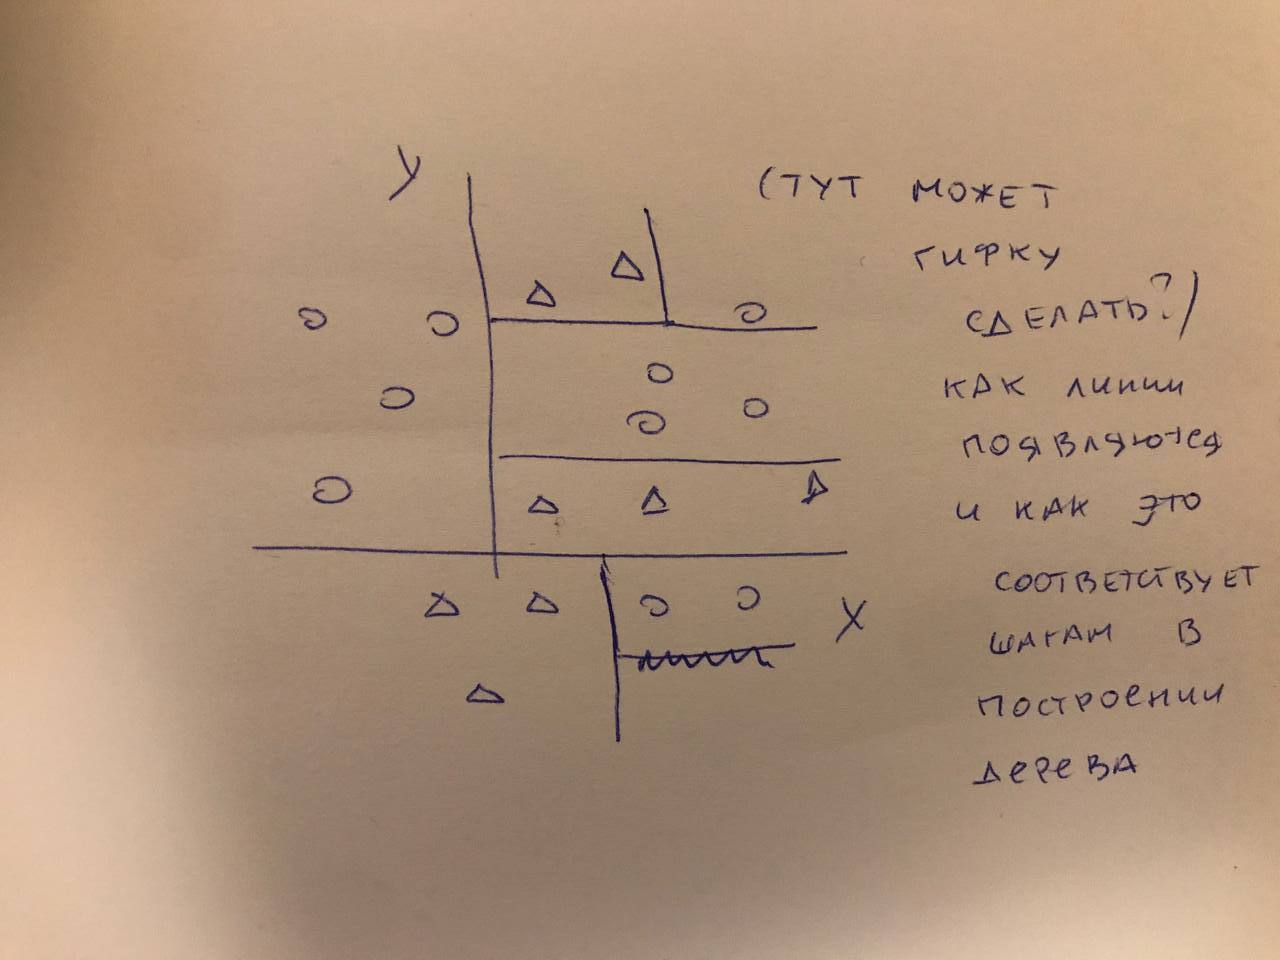 У
(ТУТ МОЖЕТ
ГИФКУ
СДЕЛАТЬ?)
КАК ЛИНИИ
ПОЯВЛЯЮТСЯ
И КАК ЭТО
СООТВЕТСТВУЕТ
Х
ШАГАМ В
ПОСТРОЕНИИ
ДЕРЕВА